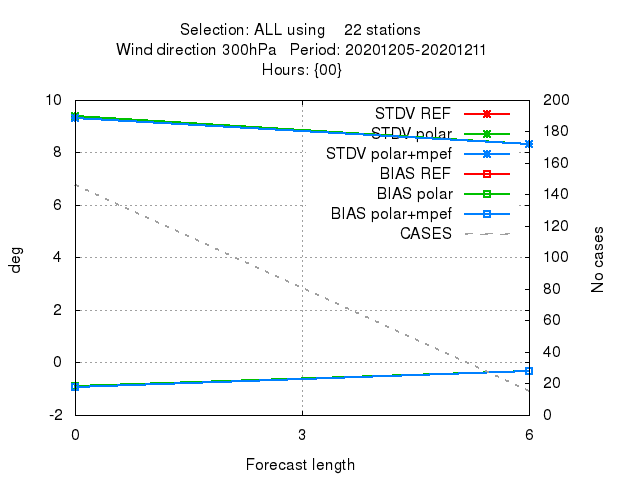 Selection: ALL using    22 stations
Wind direction 300hPa   Period: 20201205-20201211
Hours: {00}
10 200
STDV REF
8 180
STDV polar
STDV polar+mpef
160
BIAS REF
6 140
BIAS polar
BIAS polar+mpef
120
CASES
4 100
80
2 60
40
0 20
-2 0
0 3 6
deg
No cases
Forecast length